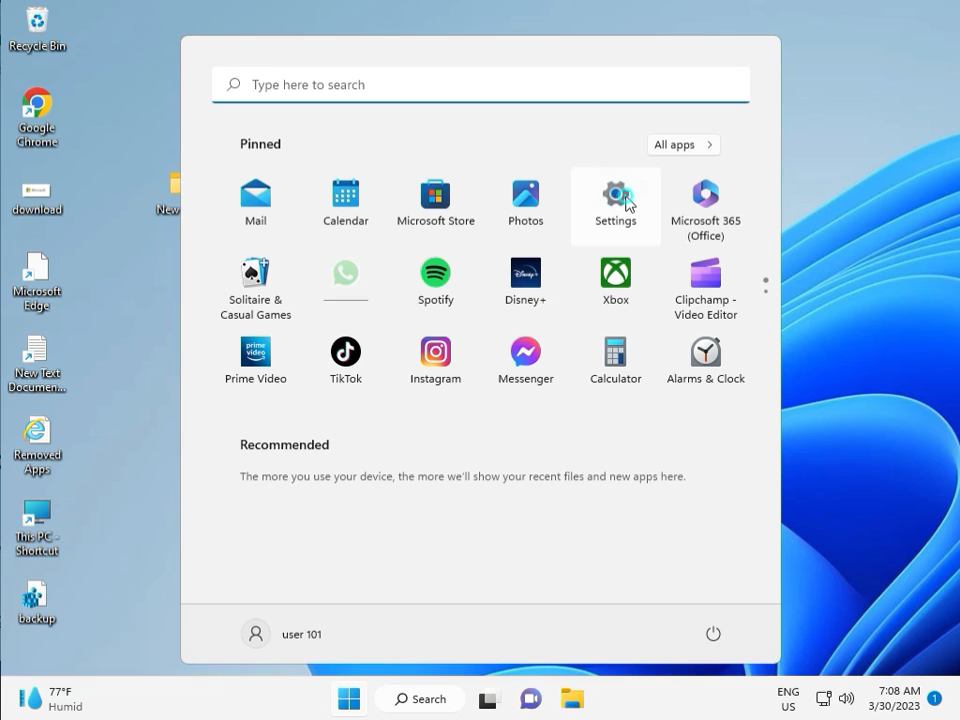 Recycle Bin
Google
Chrome
download
New
Microsoft
Edge
New Text
Documen...
Removed
Apps
This PC -
Shortcut
backup
Type here to search
Pinned
All apps
Mail
Calendar
Microsoft Store
Photos
Settings
Microsoft 365
(Office)
Solitaire &
Casual Games
Spotify
Disney+
Xbox
Clipchamp -
Video Editor
prime
video
Prime Video
TikTok
Instagram
Messenger
Calculator
Alarms & Clock
Recommended
The more you use your device, the more we'll show your recent files and new apps here.
user 101
77°F
Humid
Search
ENG
US
7:08 AM
3/30/2023
1